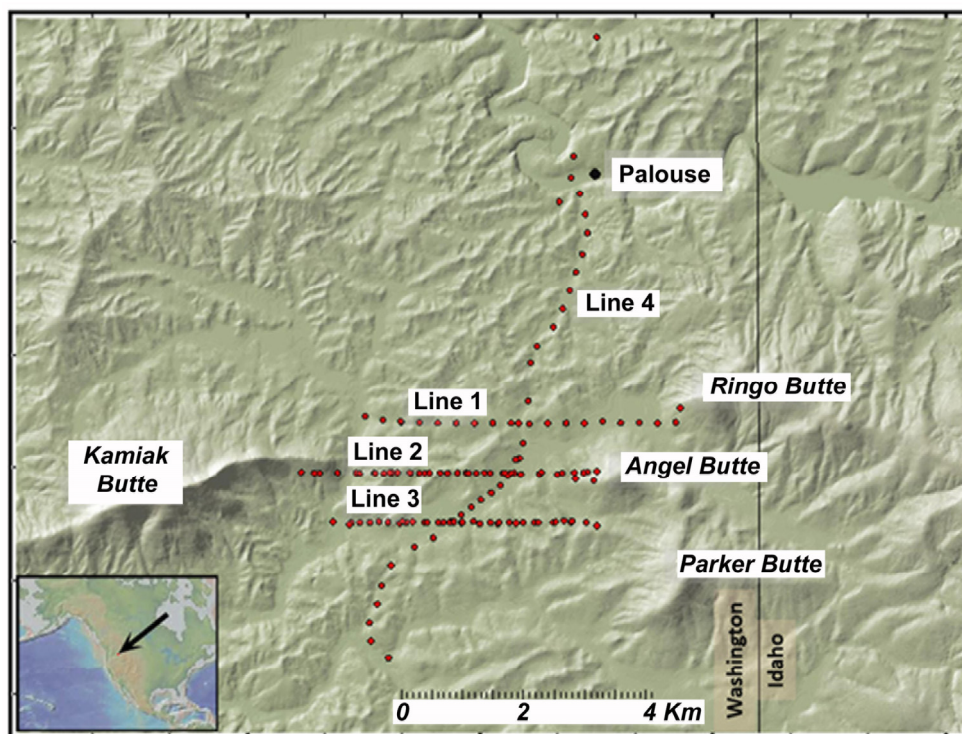 Palouse
Line 4
Ringo Butte
Line 1
Line 2
Kamiak
Butte
Angel Butte
Line 3
Parker Butte
Washington
Idaho
0 2 4 Km